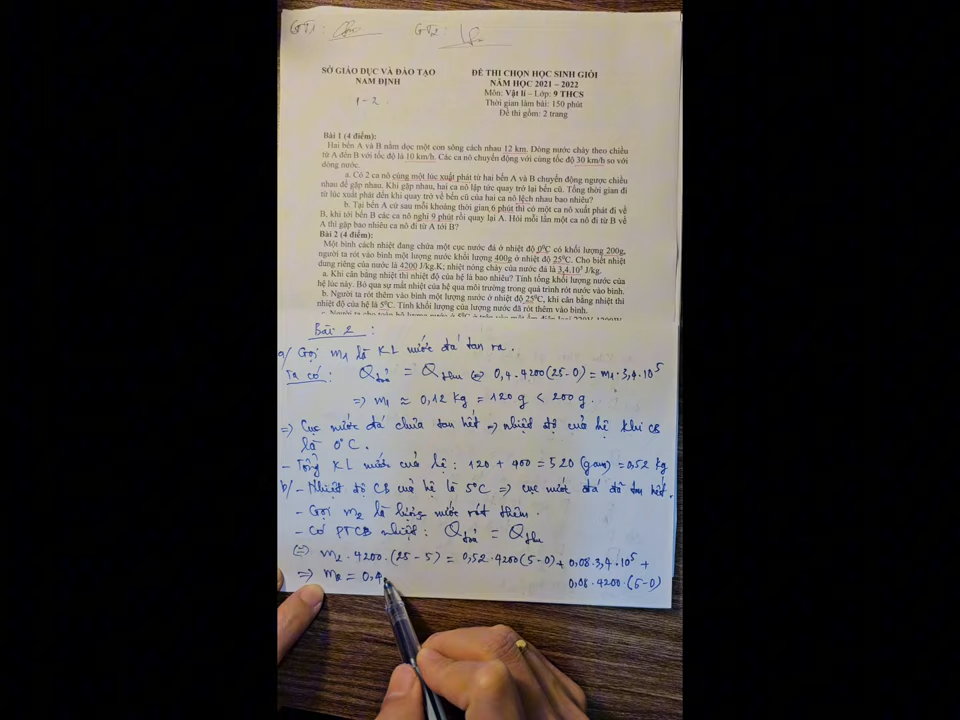 GT1: GT2:
SỞ GIÁO DỤC VÀ ĐÀO TẠO
NAM ĐỊNH
1-2
ĐỀ THI CHỌN HỌC SINH GIỎI
NĂM HỌC 2021 – 2022
Môn: Vật lí – Lớp: 9 THCS
Thời gian làm bài: 150 phút
Đề thi gồm: 2 trang
Bài 1 (4 điểm):
Hai bến A và B nằm dọc một con sông cách nhau 12 km. Dòng nước chảy theo chiều
từ A đến B với tốc độ là 10 km/h. Các ca nô chuyển động với cùng tốc độ 30 km/h so với
dòng nước.
a. Có 2 ca nô cùng một lúc xuất phát từ hai bến A và B chuyển động ngược chiều
nhau để gặp nhau. Khi gặp nhau, hai ca nô lập tức quay trở lại bến cũ. Tổng thời gian đi
từ lúc xuất phát đến khi quay trở về bến cũ của hai ca nô lệch nhau bao nhiêu?
b. Tại bến A cứ sau mỗi khoảng thời gian 6 phút thì có một ca nô xuất phát đi về
B, khi tới bến B các ca nô nghỉ 9 phút rồi quay lại A. Hỏi mỗi lần một ca nô đi từ B về
A thì gặp bao nhiêu ca nô đi từ A tới B?
Bài 2 (4 điểm):
Một bình cách nhiệt đang chứa một cục nước đá ở nhiệt độ 0⁰C có khối lượng 200g,
người ta rót vào bình một lượng nước khối lượng 400g ở nhiệt độ 25⁰C. Cho biết nhiệt
dung riêng của nước là 4200 J/kg.K; nhiệt nóng chảy của nước đá là 3,4.10⁵ J/kg.
a. Khi cân bằng nhiệt thì nhiệt độ của hệ là bao nhiêu? Tính tổng khối lượng nước của
hệ lúc này. Bỏ qua sự mất nhiệt của hệ qua môi trường trong quá trình rót nước vào bình.
b. Người ta rót thêm vào bình một lượng nước ở nhiệt độ 25⁰C, khi cân bằng nhiệt thì
nhiệt độ của hệ là 5⁰C. Tính khối lượng của lượng nước đã rót thêm vào bình.
Bài 2 :
a/ Gọi m₁ là KL nước đá tan ra.
Ta có: Q tỏa = Q thu ⇔ 0,4.4200(25-0) = m₁.3,4.10⁵
⇒ m₁ ≈ 0,12 kg = 120 g < 200 g.
⇒ Cục nước đá chưa tan hết ⇒ nhiệt độ của hệ khi CB
là 0°C.
- Tổng KL nước của hệ: 120 + 400 = 520 (gam) = 0,52 kg
b/ - Nhiệt độ CB của hệ là 5°C ⇒ cục nước đá đã tan hết.
- Gọi m₂ là lượng nước rót thêm.
- Có PTCB nhiệt: Q tỏa = Q thu
⇔ m₂.4200.(25-5) = 0,52.4200(5-0) + 0,08.3,4.10⁵ +
0,08.4200.(5-0)
⇒ m₂ = 0,4